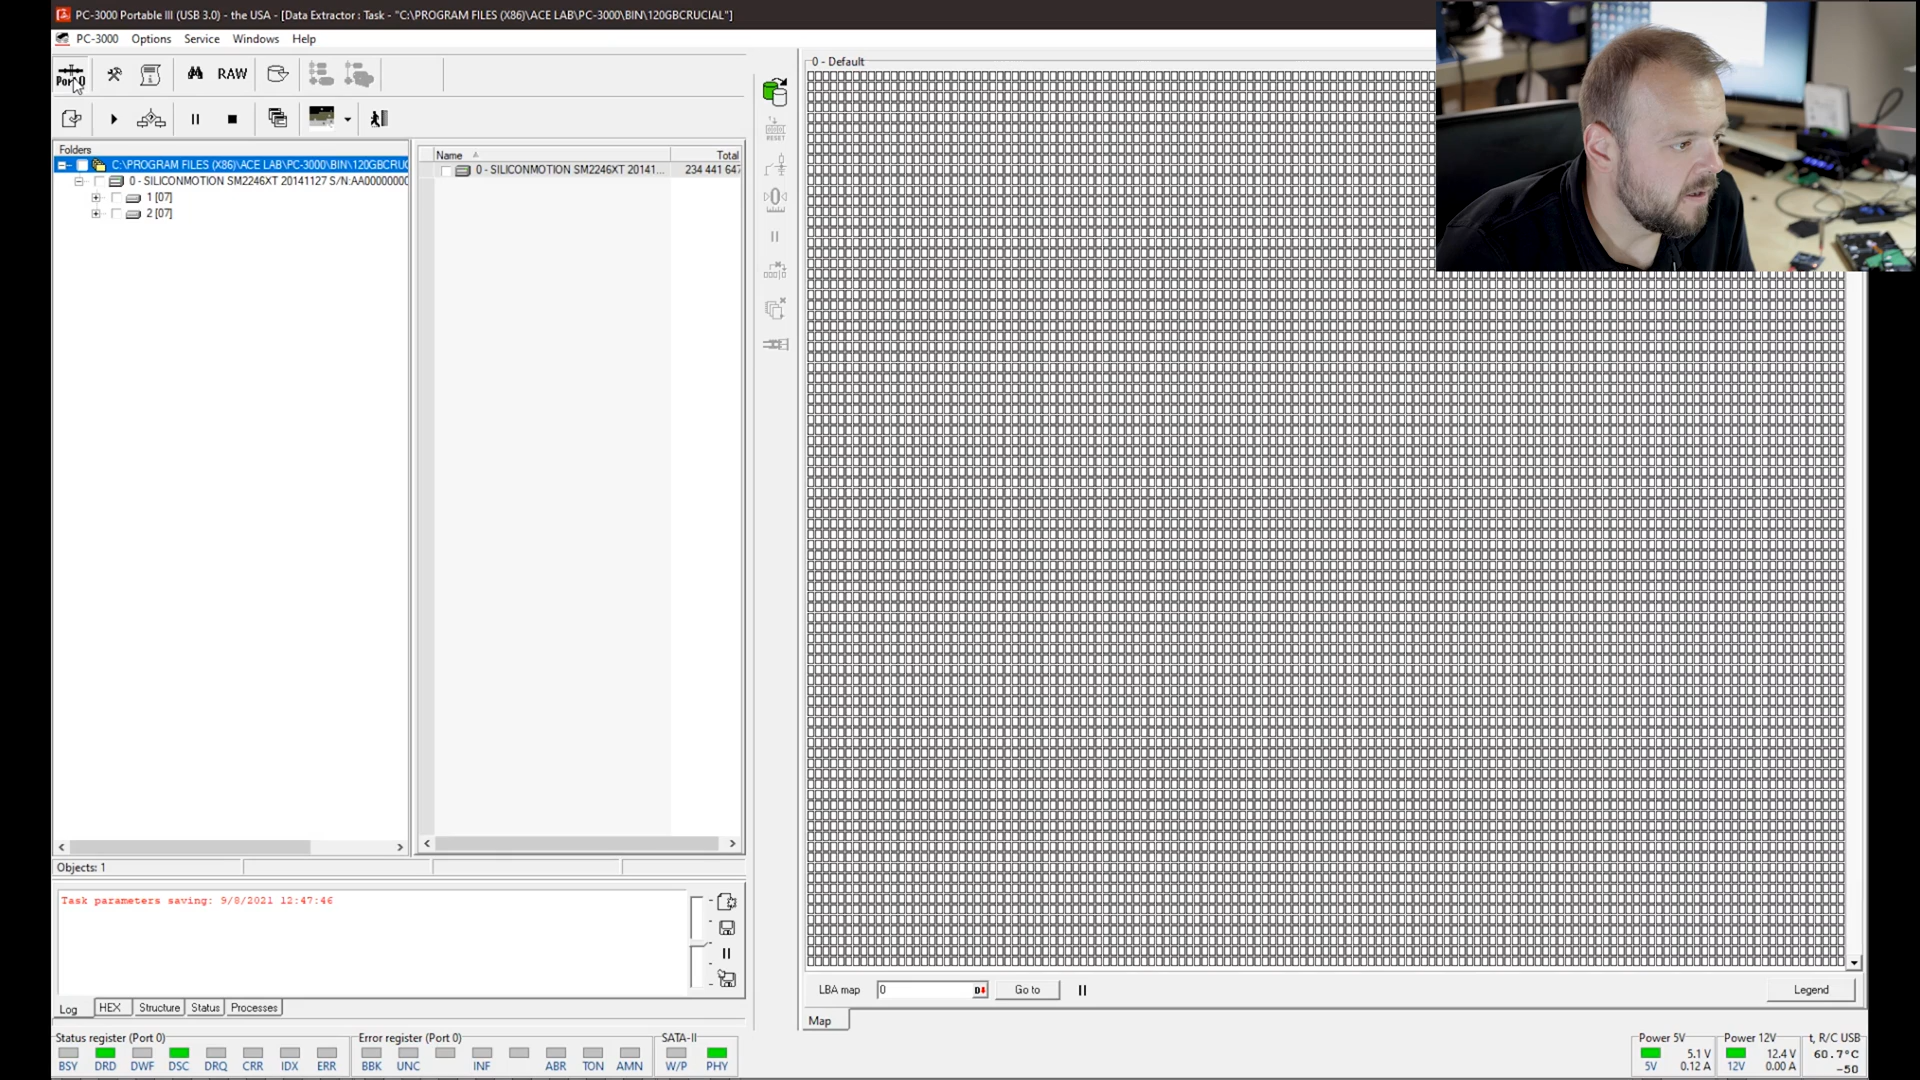 PC-3000 Portable III (USB 3.0) - the USA - [Data Extractor : Task - "C:\PROGRAM FILES (X86)\ACE LAB\PC-3000\BIN\120GBCRUCIAL"]
PC-3000 Options Service Windows Help
Port 0 RAW
Folders
C:\PROGRAM FILES (X86)\ACE LAB\PC-3000\BIN\120GBCRUC
0 - SILICONMOTION SM2246XT 20141127 S/N:AA00000000
1 [07]
2 [07]
Name Total
0 - SILICONMOTION SM2246XT 20141... 234 441 647
RESET
0 - Default
Objects: 1
Task parameters saving: 9/8/2021 12:47:46
LBA map 0 Go to Legend
Log HEX Structure Status Processes
Map
Status register (Port 0) Error register (Port 0) SATA-II
BSY DRD DWF DSC DRQ CRR IDX ERR BBK UNC INF ABR TON AMN W/P PHY
Power 5V Power 12V t, R/C USB
5.1 V 12.4 V 60.7°C
5V 0.12 A 12V 0.00 A -50